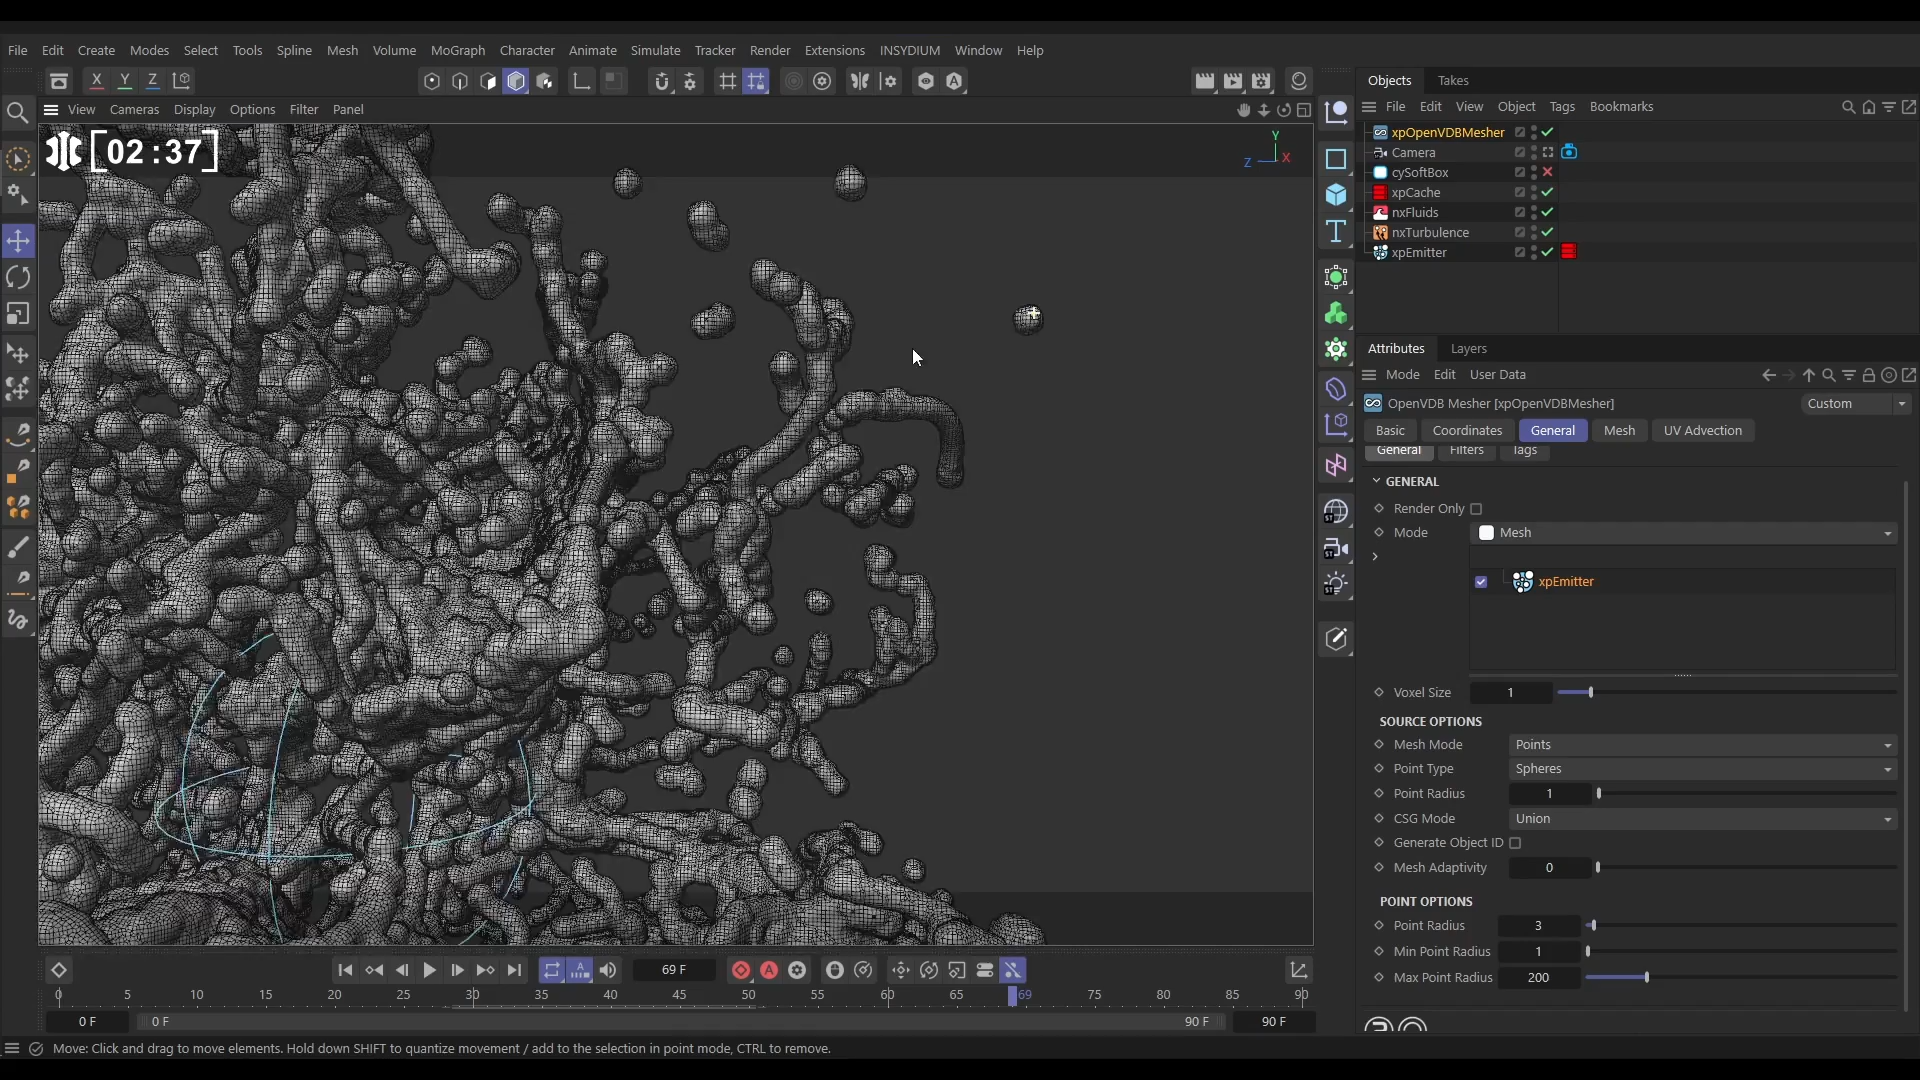 File Edit Create Modes Select Tools Spline Mesh Volume MoGraph Character Animate Simulate Tracker Render Extensions INSYDIUM Window Help
X Y Z
Objects Takes
View Cameras Display Options Filter Panel
File Edit View Object Tags Bookmarks
[02:37]
Y
Z X
xpOpenVDBMesher
Camera
cySoftBox
xpCache
nxFluids
nxTurbulence
xpEmitter
Attributes Layers
Mode Edit User Data
OpenVDB Mesher [xpOpenVDBMesher] Custom
Basic Coordinates General Mesh UV Advection
General Filters Tags
GENERAL
Render Only
Mode Mesh
xpEmitter
Voxel Size 1
SOURCE OPTIONS
Mesh Mode Points
Point Type Spheres
Point Radius 1
CSG Mode Union
Generate Object ID
Mesh Adaptivity 0
POINT OPTIONS
Point Radius 3
Min Point Radius 1
Max Point Radius 200
69 F
0 5 10 15 20 25 30 35 40 45 50 55 60 65 69 75 80 85 90
0 F 0 F 90 F 90 F
Move: Click and drag to move elements. Hold down SHIFT to quantize movement / add to the selection in point mode, CTRL to remove.